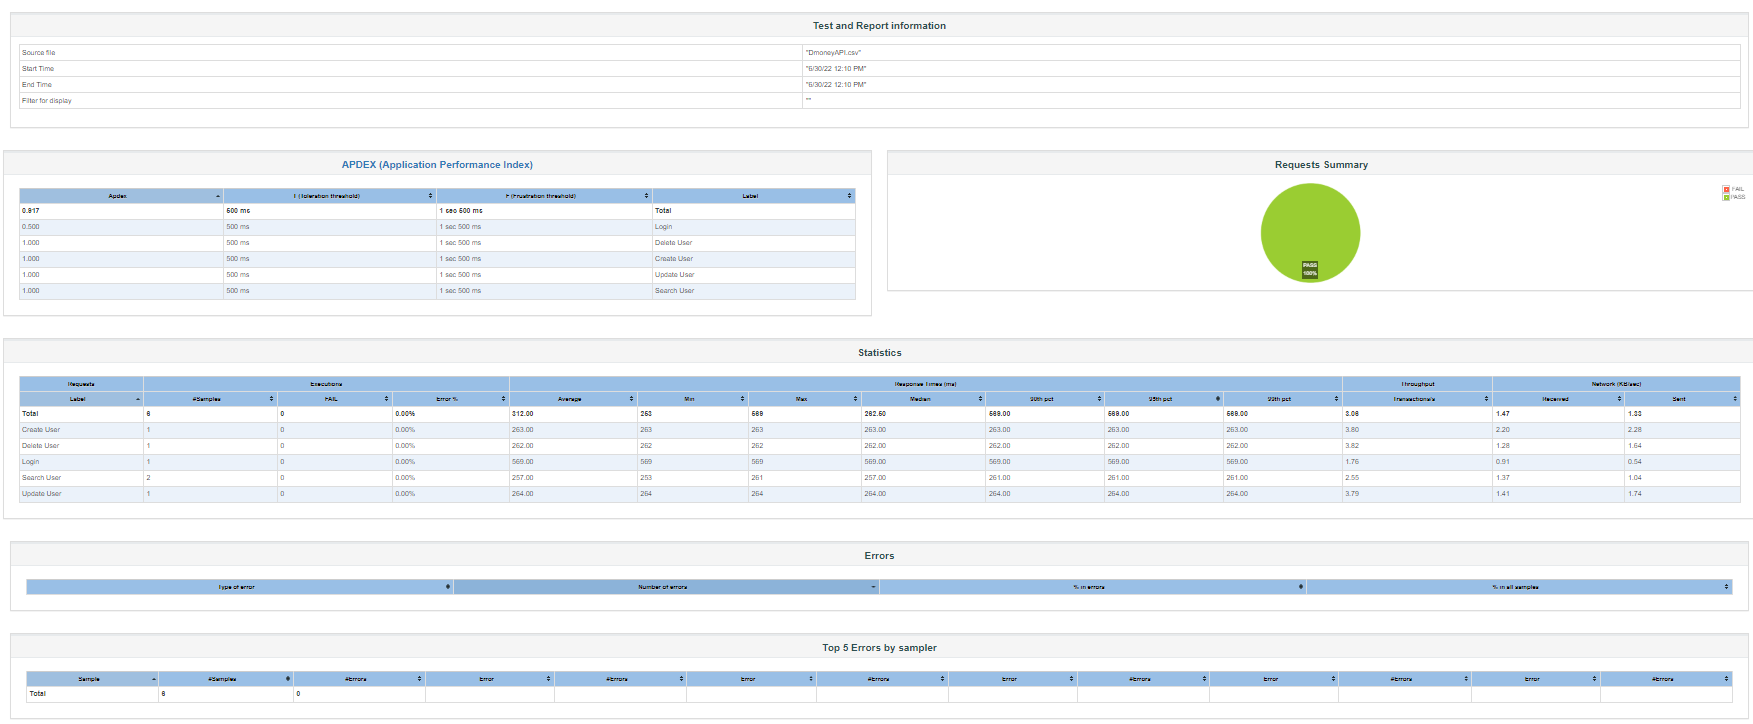 Test and Report information
Source file "DmoneyAPI.csv"
Start Time "6/30/22 12:10 PM"
End Time "6/30/22 12:10 PM"
Filter for display ""
APDEX (Application Performance Index)
Apdex T (Toleration threshold) F (Frustration threshold) Label
0.917 500 ms 1 sec 500 ms Total
0.500 500 ms 1 sec 500 ms Login
1.000 500 ms 1 sec 500 ms Delete User
1.000 500 ms 1 sec 500 ms Create User
1.000 500 ms 1 sec 500 ms Update User
1.000 500 ms 1 sec 500 ms Search User
Requests Summary
FAIL
PASS
PASS
100%
Statistics
Requests Executions Response Times (ms) Throughput Network (KB/sec)
Label #Samples FAIL Error % Average Min Max Median 90th pct 95th pct 99th pct Transactions/s Received Sent
Total 6 0 0.00% 312.00 253 569 262.50 569.00 569.00 569.00 3.06 1.47 1.33
Create User 1 0 0.00% 263.00 263 263 263.00 263.00 263.00 263.00 3.80 2.20 2.28
Delete User 1 0 0.00% 262.00 262 262 262.00 262.00 262.00 262.00 3.82 1.28 1.64
Login 1 0 0.00% 569.00 569 569 569.00 569.00 569.00 569.00 1.76 0.91 0.54
Search User 2 0 0.00% 257.00 253 261 257.00 261.00 261.00 261.00 2.55 1.37 1.04
Update User 1 0 0.00% 264.00 264 264 264.00 264.00 264.00 264.00 3.79 1.41 1.74
Errors
Type of error Number of errors % in errors % in all samples
Top 5 Errors by sampler
Sample #Samples #Errors Error #Errors Error #Errors Error #Errors Error #Errors Error #Errors
Total 6 0